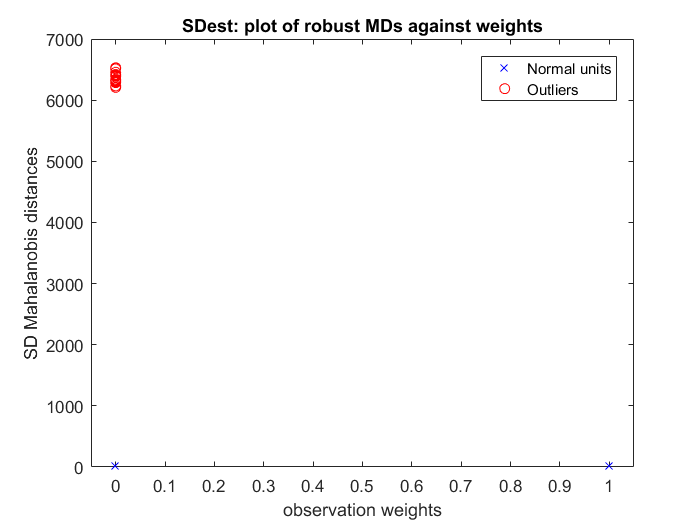 SDest: plot of robust MDs against weights
7000
6000
5000
4000
3000
2000
1000
0
SD Mahalanobis distances
Normal units
Outliers
0 0.1 0.2 0.3 0.4 0.5 0.6 0.7 0.8 0.9 1
observation weights